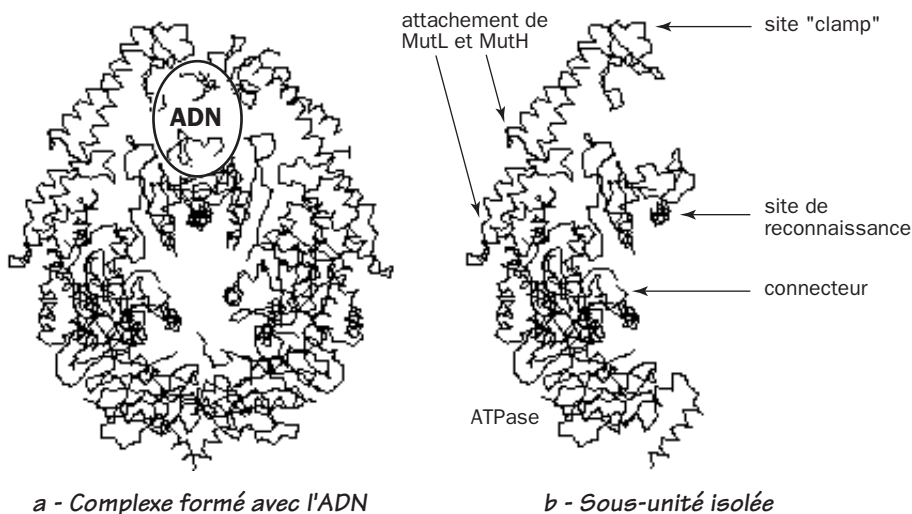 attachement de
MutL et MutH
site "clamp"
ADN
site de
reconnaissance
connecteur
ATPase
a - Complexe formé avec l'ADN
b - Sous-unité isolée